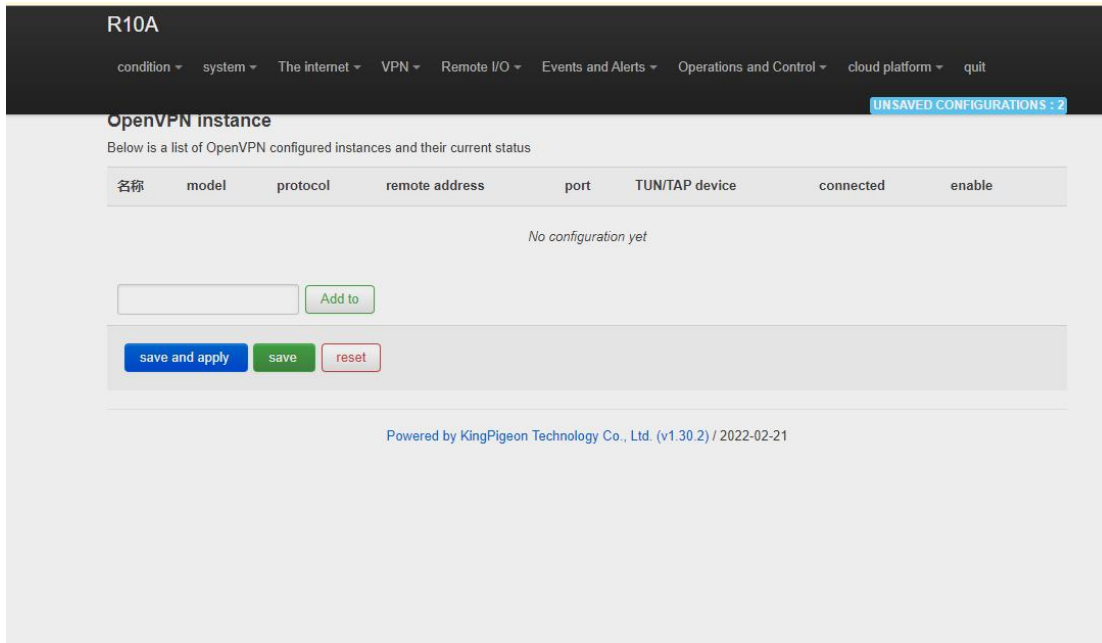 R10A
condition system The internet VPN Remote I/O Events and Alerts Operations and Control cloud platform quit
UNSAVED CONFIGURATIONS : 2
OpenVPN instance
Below is a list of OpenVPN configured instances and their current status
名称 model protocol remote address port TUN/TAP device connected enable
No configuration yet
Add to
save and apply save reset
Powered by KingPigeon Technology Co., Ltd. (v1.30.2) / 2022-02-21